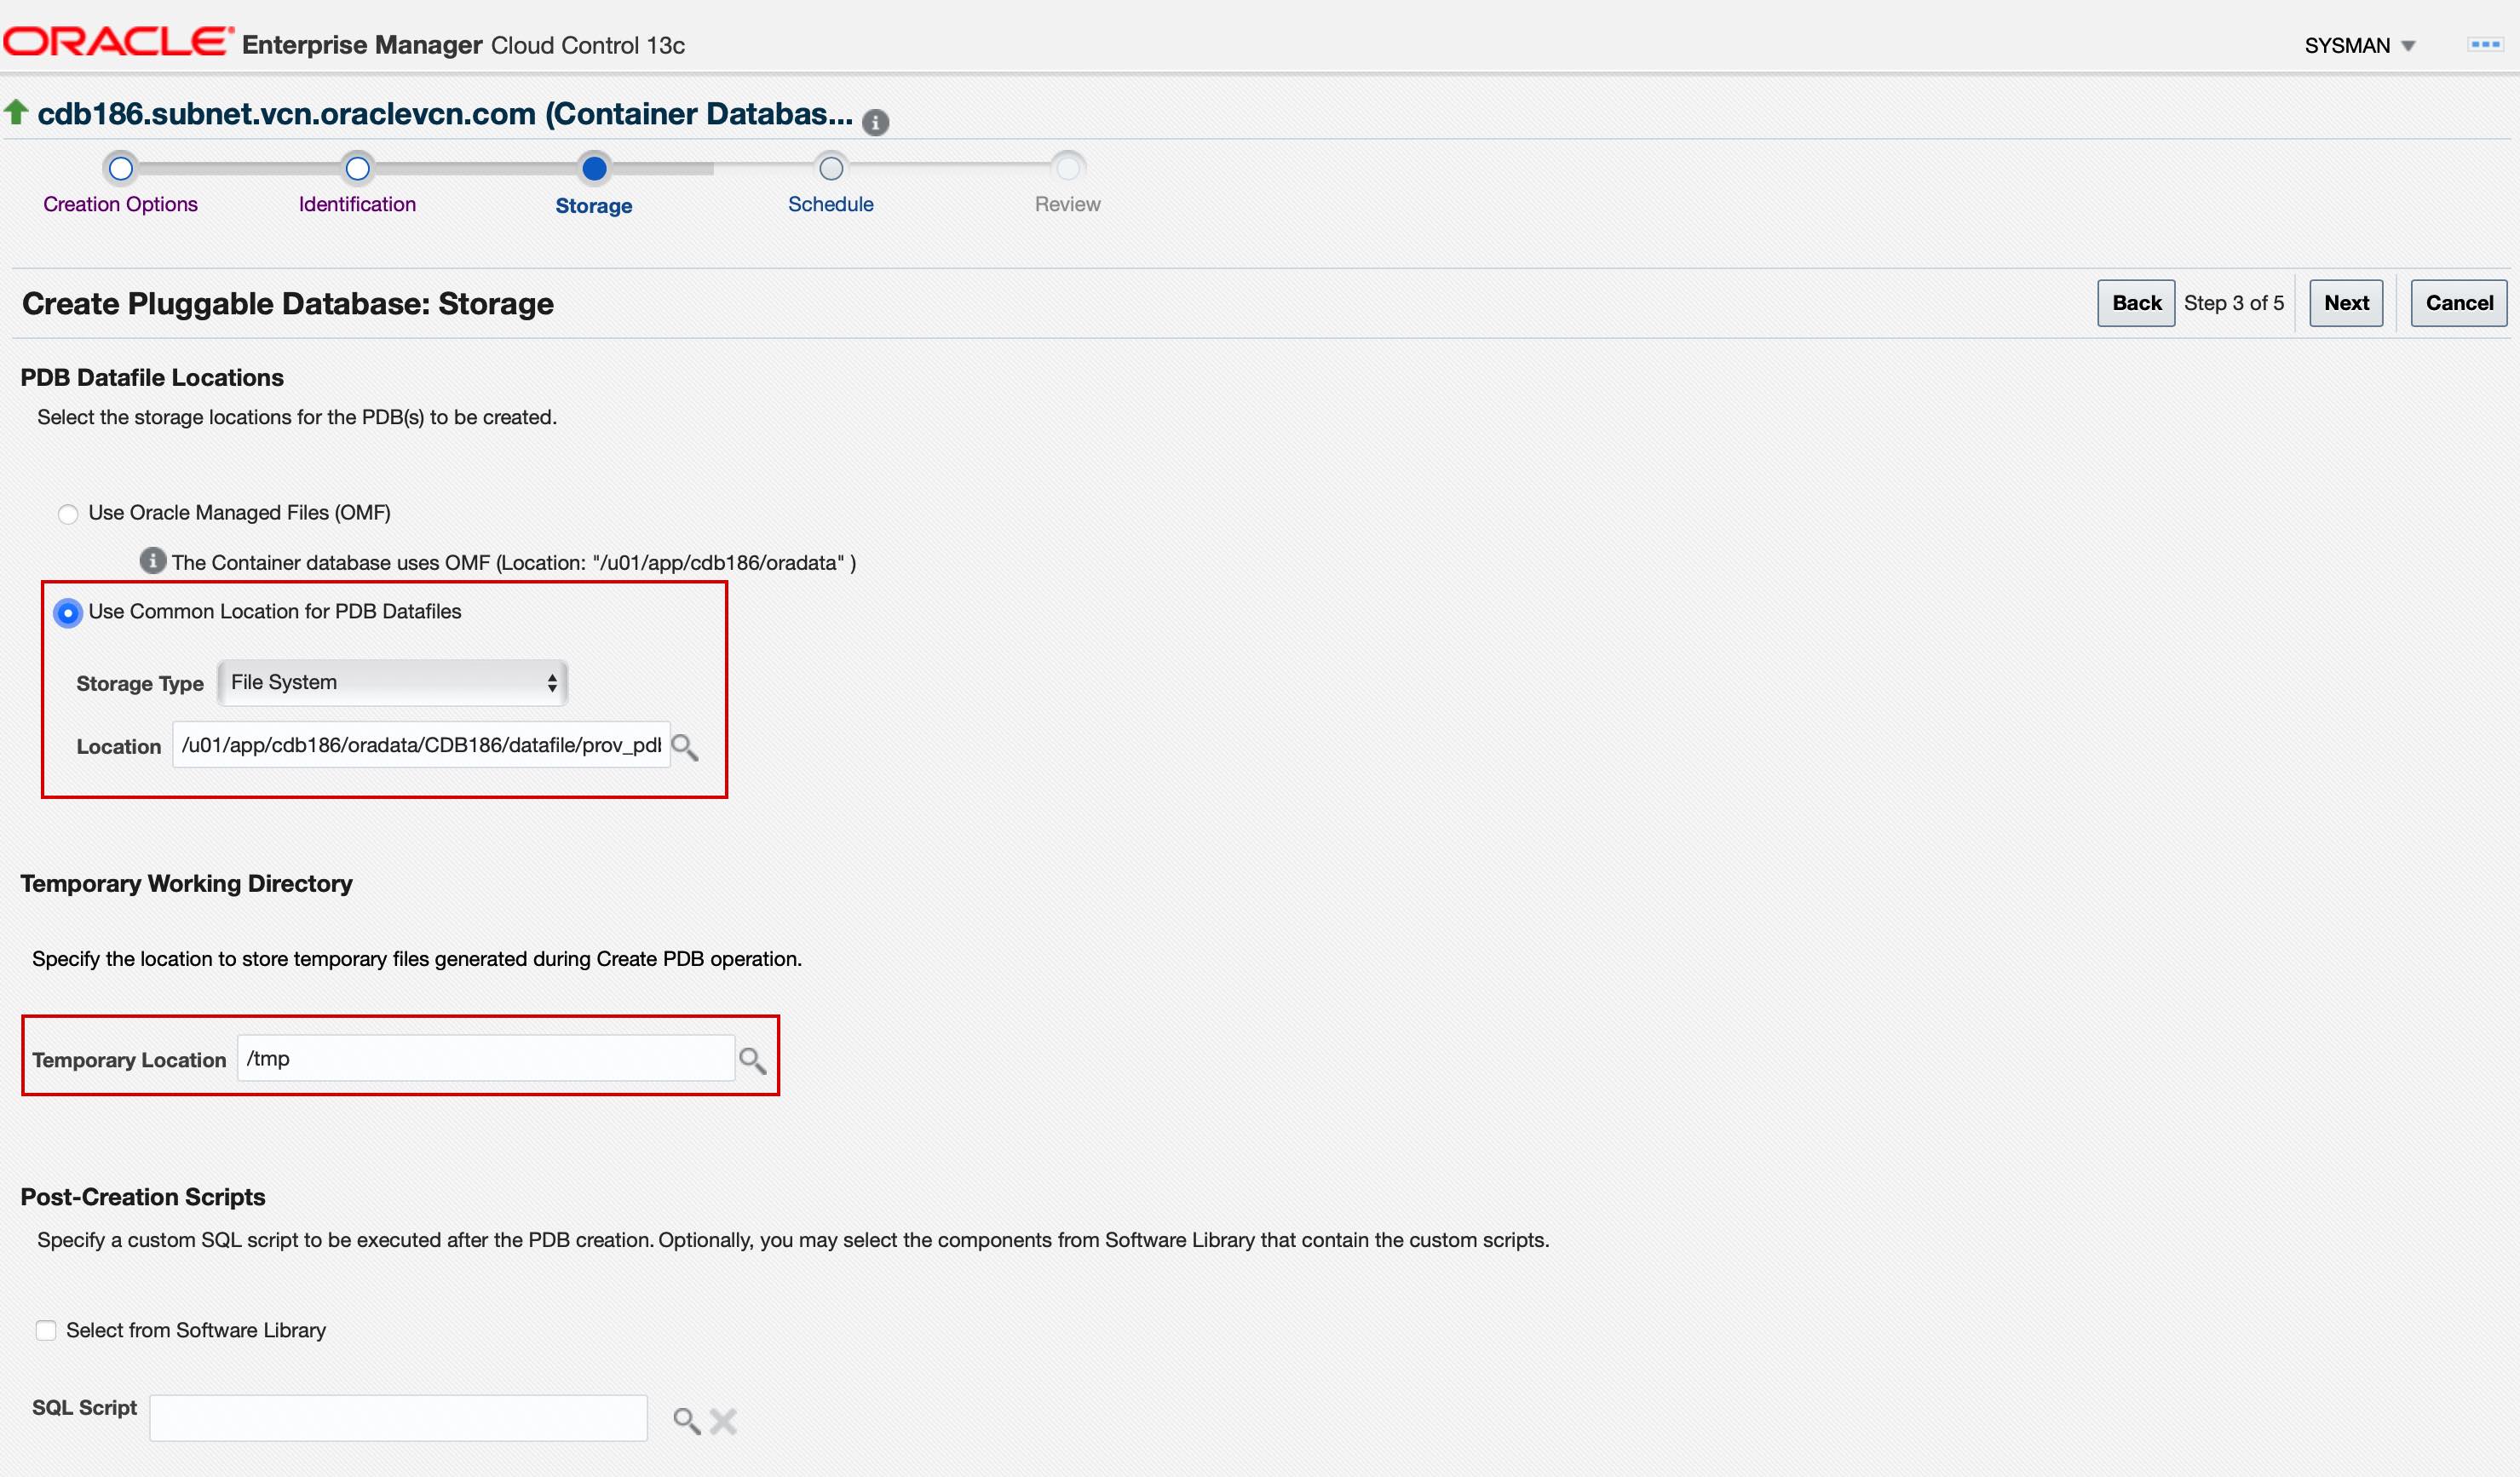 ORACLE Enterprise Manager Cloud Control 13c
SYSMAN
cdb186.subnet.vcn.oraclevcn.com (Container Databas...
Creation Options
Identification
Storage
Schedule
Review
Create Pluggable Database: Storage
Back Step 3 of 5 Next Cancel
PDB Datafile Locations
Select the storage locations for the PDB(s) to be created.
Use Oracle Managed Files (OMF)
The Container database uses OMF (Location: "/u01/app/cdb186/oradata" )
Use Common Location for PDB Datafiles
Storage Type File System
Location /u01/app/cdb186/oradata/CDB186/datafile/prov_pdb
Temporary Working Directory
Specify the location to store temporary files generated during Create PDB operation.
Temporary Location /tmp
Post-Creation Scripts
Specify a custom SQL script to be executed after the PDB creation. Optionally, you may select the components from Software Library that contain the custom scripts.
Select from Software Library
SQL Script